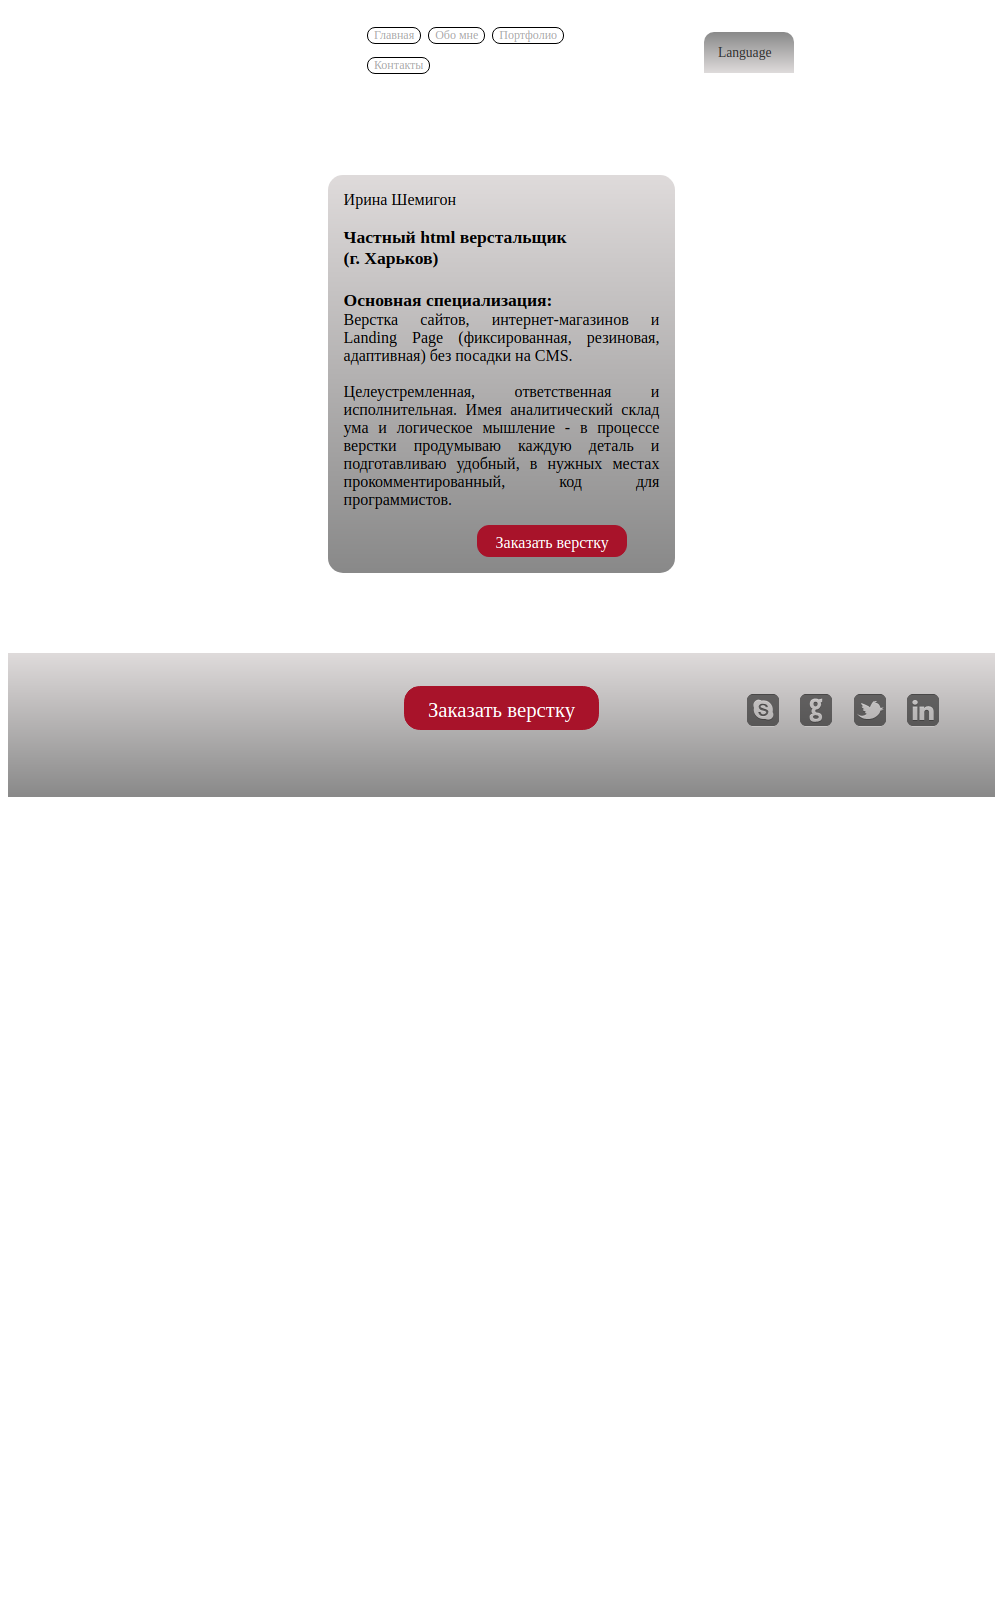 Главная Обо мне Портфолио
Контакты
Language
Ирина Шемигон
Частный html верстальщик
(г. Харьков)
Основная специализация:
Верстка сайтов, интернет-магазинов и
Landing Page (фиксированная, резиновая,
адаптивная) без посадки на CMS.
Целеустремленная, ответственная и
исполнительная. Имея аналитический склад
ума и логическое мышление - в процессе
верстки продумываю каждую деталь и
подготавливаю удобный, в нужных местах
прокомментированный, код для
программистов.
Заказать верстку
Заказать верстку